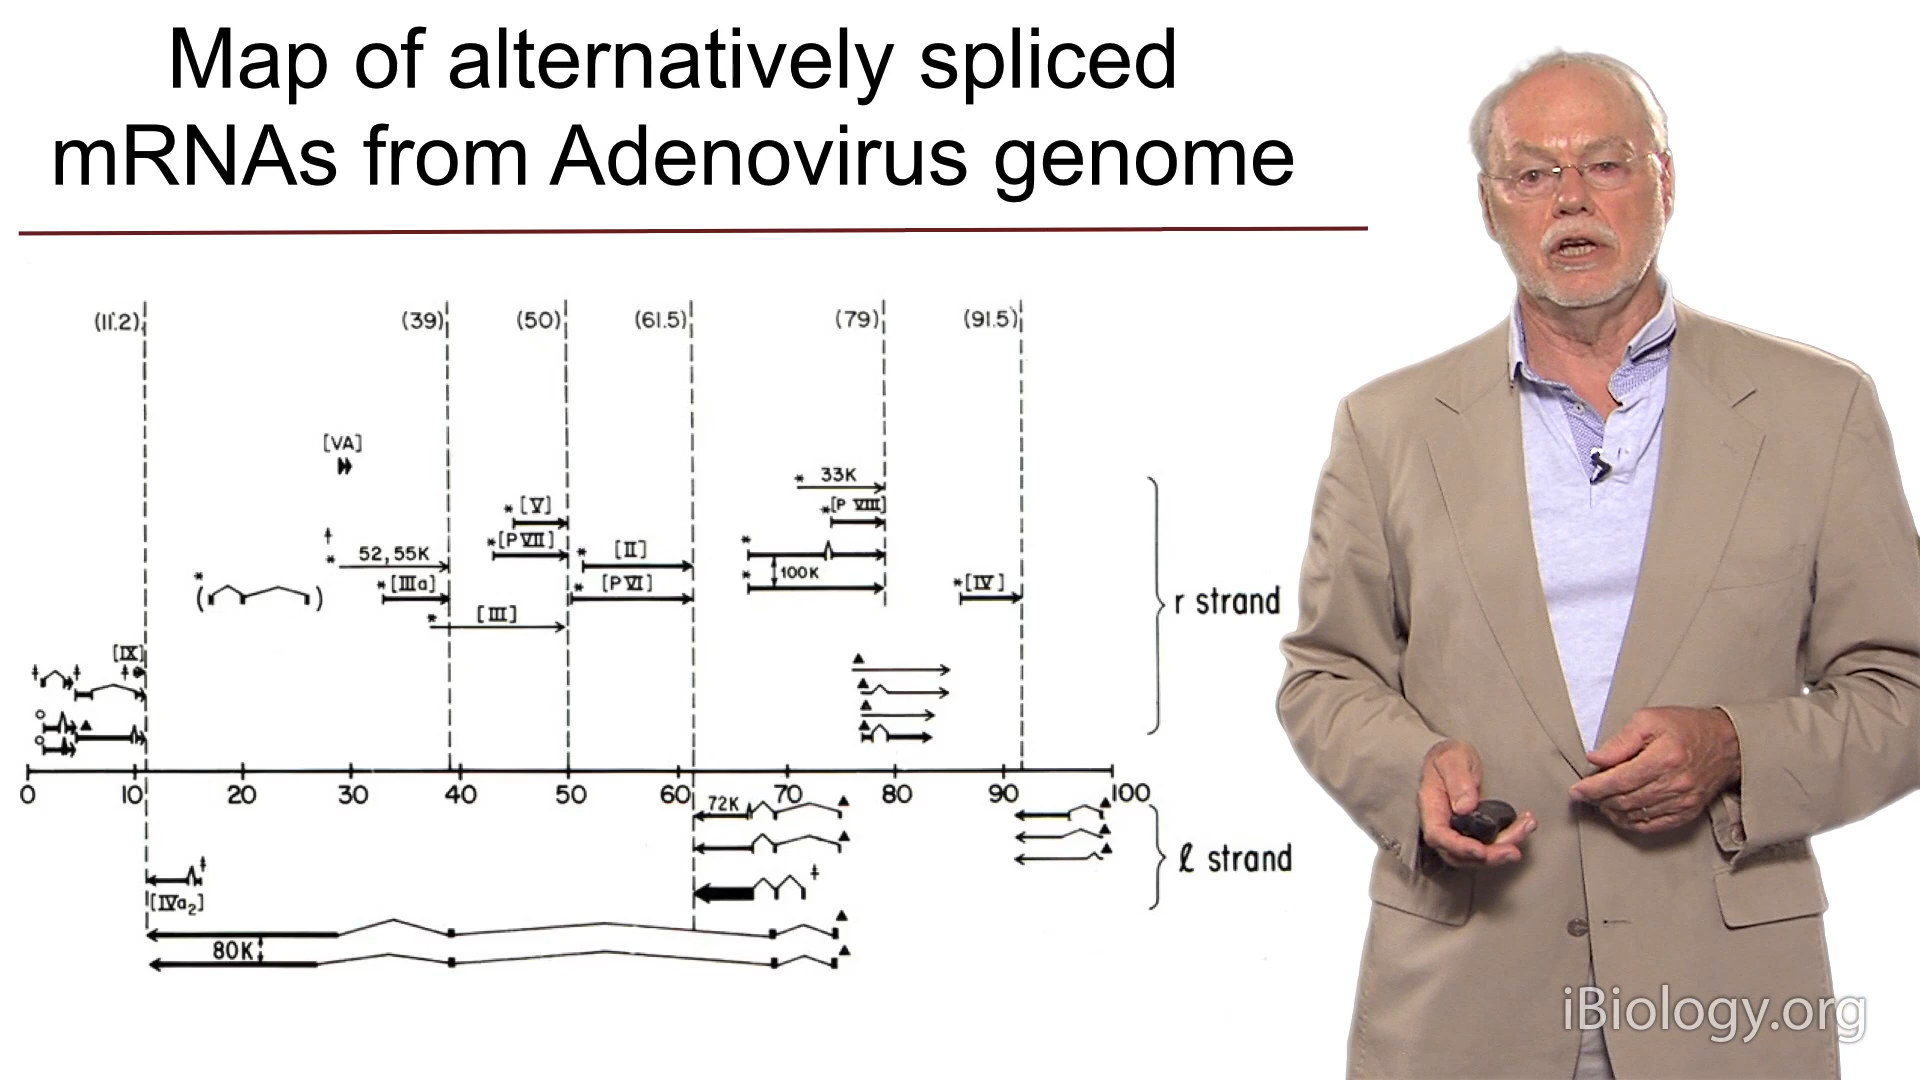 Map of alternatively spliced
mRNAs from Adenovirus genome
(11.2) (39) (50) (61.5) (79) (91.5)
[VA]
* 33K
* [V] *[P VIII]
*[P VII] * [II] *
* 52,55K
* *[IIIa] * [P VI] * 100K *[IV]
( ) * [III]
r strand
[IX]
0 10 20 30 40 50 60 70 80 90 100
72K
l strand
[IVa2]
80K
iBiology.org